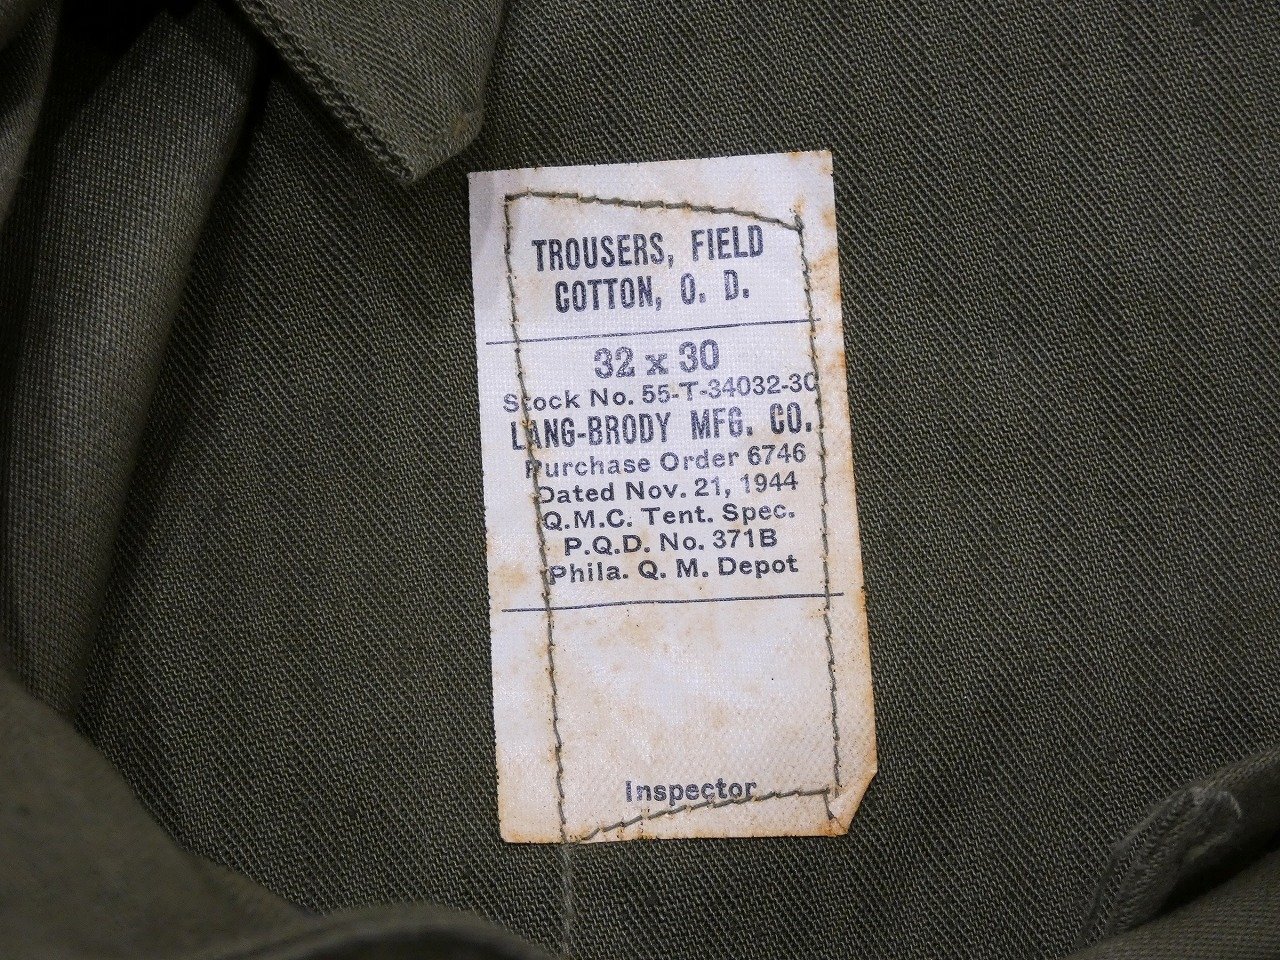 TROUSERS, FIELD
COTTON, O. D.
32 x 30
Stock No. 55-T-34032-30
LANG-BRODY MFG. CO.
Purchase Order 6746
Dated Nov. 21, 1944
Q.M.C. Tent. Spec.
P.Q.D. No. 371B
Phila. Q. M. Depot
Inspector